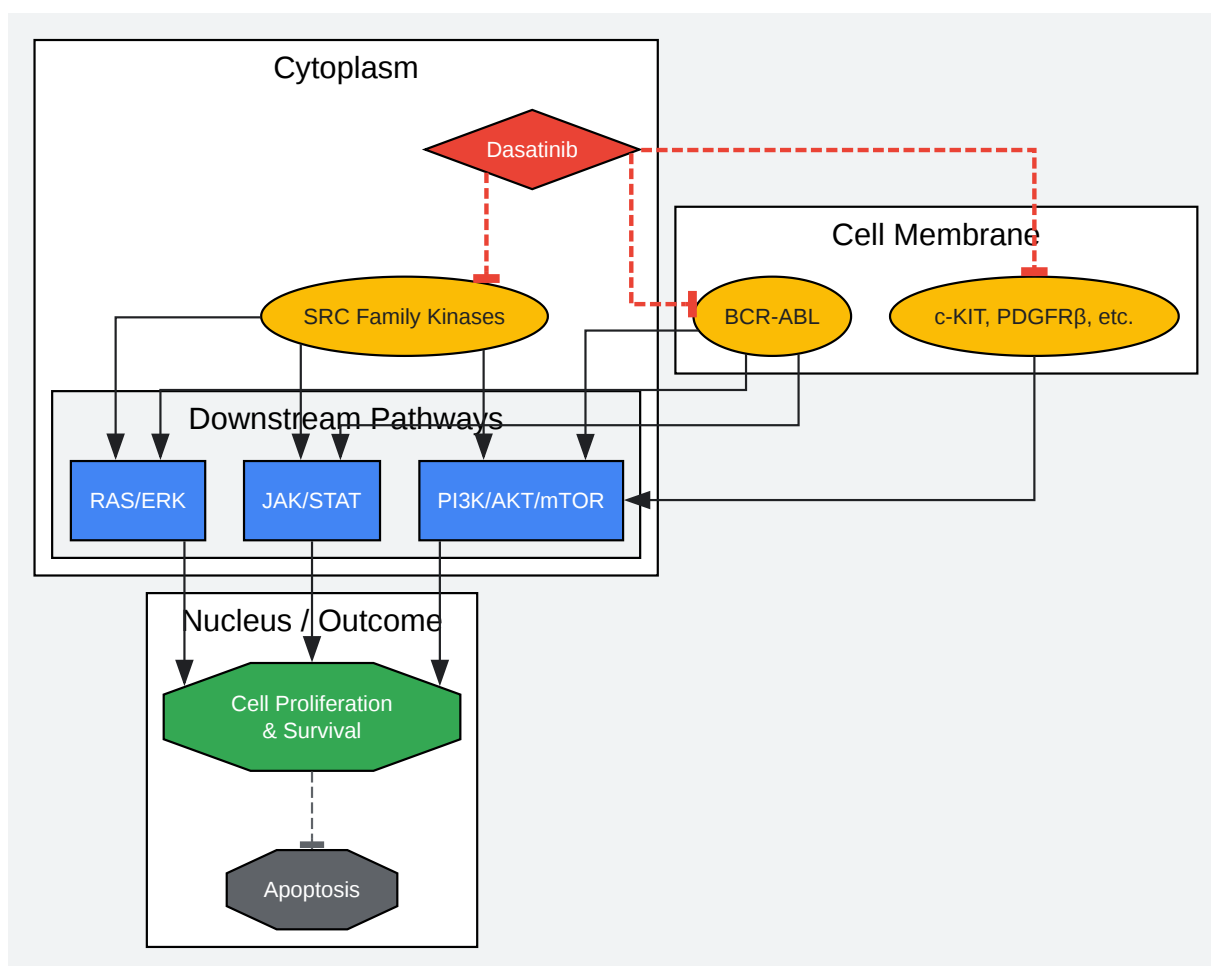 Cytoplasm
Dasatinib
Cell Membrane
SRC Family Kinases
BCR-ABL
c-KIT, PDGFRβ, etc.
Downstream Pathways
RAS/ERK
JAK/STAT
PI3K/AKT/mTOR
Nucleus / Outcome
Cell Proliferation
& Survival
Apoptosis